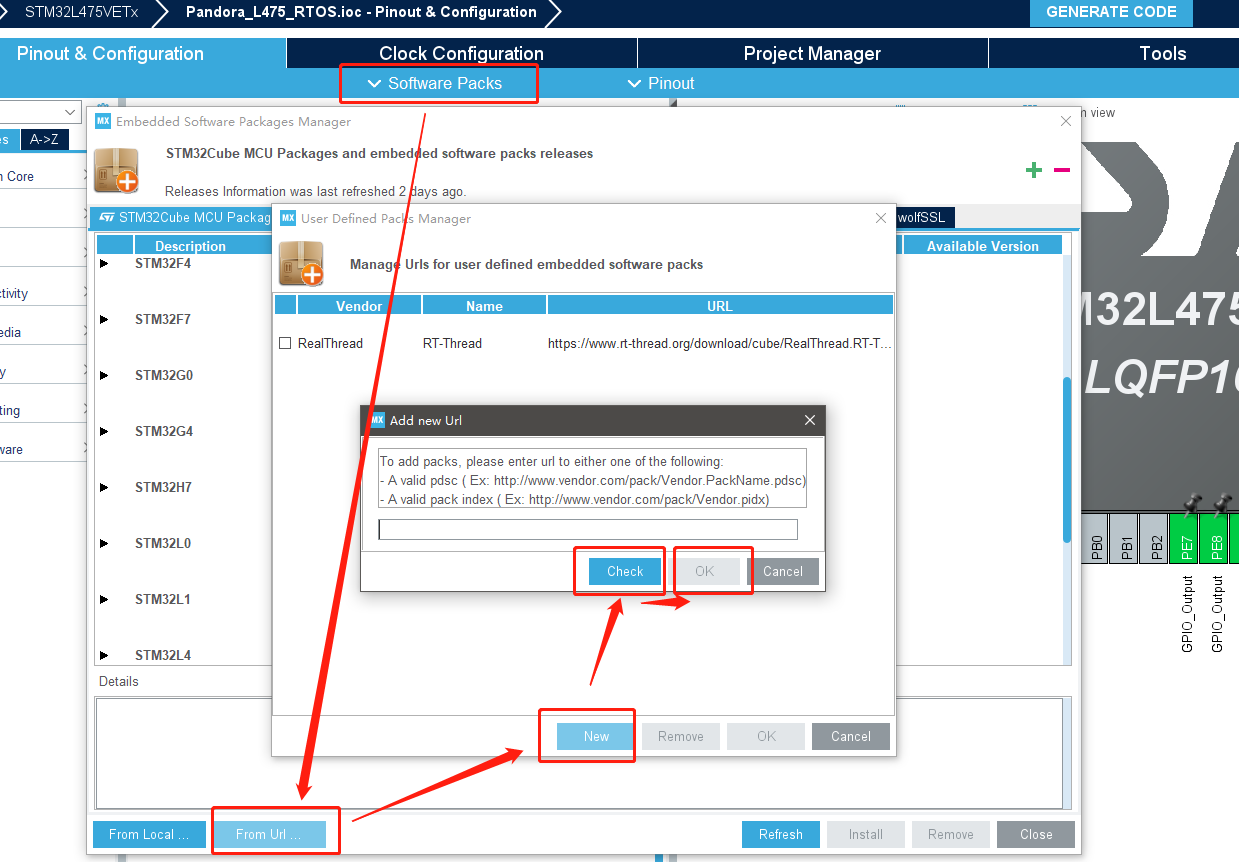 STM32L475VETx
Pandora_L475_RTOS.ioc - Pinout & Configuration
GENERATE CODE
Pinout & Configuration
Clock Configuration
Project Manager
Tools
Software Packs
Pinout
A->Z
view
MX Embedded Software Packages Manager
STM32Cube MCU Packages and embedded software packs releases
Releases Information was last refreshed 2 days ago.
STM32Cube MCU Packag
wolfSSL
Description
Available Version
STM32F4
STM32F7
STM32G0
STM32G4
STM32H7
STM32L0
STM32L1
STM32L4
Details
MX User Defined Packs Manager
Manage Urls for user defined embedded software packs
Vendor
Name
URL
RealThread
RT-Thread
https://www.rt-thread.org/download/cube/RealThread.RT-T...
MX Add new Url
To add packs, please enter url to either one of the following:
- A valid pdsc ( Ex: http://www.vendor.com/pack/Vendor.PackName.pdsc)
- A valid pack index ( Ex: http://www.vendor.com/pack/Vendor.pidx)
Check
OK
Cancel
New
Remove
OK
Cancel
From Local ...
From Url ...
Refresh
Install
Remove
Close
Core
M32L475
LQFP10
PB0
PB1
PB2
PE7
PE8
GPIO_Output
GPIO_Output